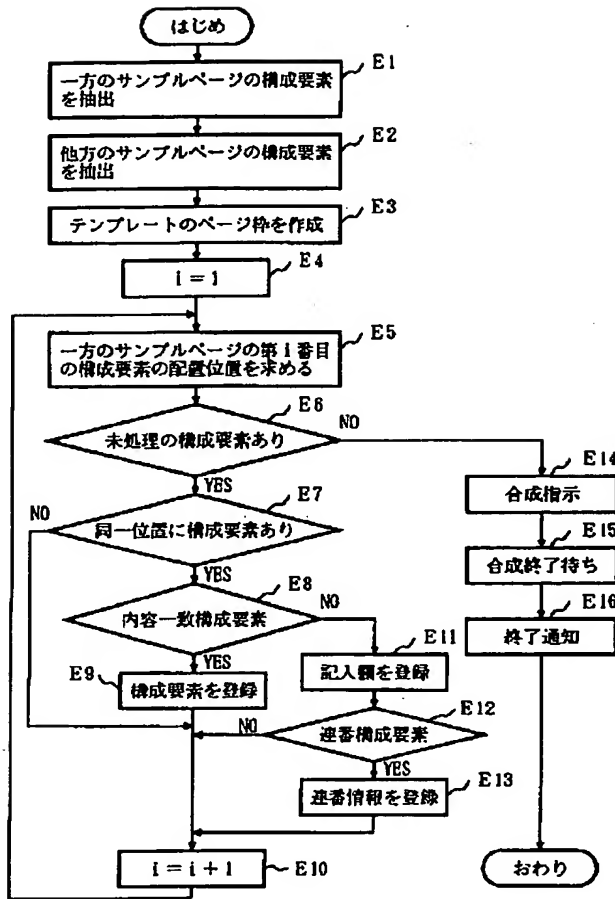 はじめ
E1
一方のサンプルページの構成要素
を抽出
E2
他方のサンプルページの構成要素
を抽出
E3
テンプレートのページ枠を作成
E4
i = 1
E5
一方のサンプルページの第i番目
の構成要素の配置位置を求める
E6
未処理の構成要素あり
NO
YES
E7
NO
同一位置に構成要素あり
YES
E8
内容一致構成要素
NO
YES
E9
構成要素を登録
E11
記入欄を登録
E12
連番構成要素
NO
YES
E13
連番情報を登録
i = i + 1
E10
E14
合成指示
E15
合成終了待ち
E16
終了通知
おわり